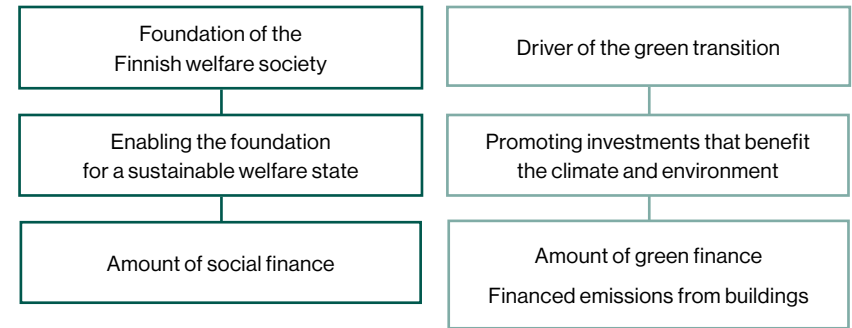 Foundation of the
Finnish welfare society
Enabling the foundation
for a sustainable welfare state
Amount of social finance
Driver of the green transition
Promoting investments that benefit
the climate and environment
Amount of green finance
Financed emissions from buildings